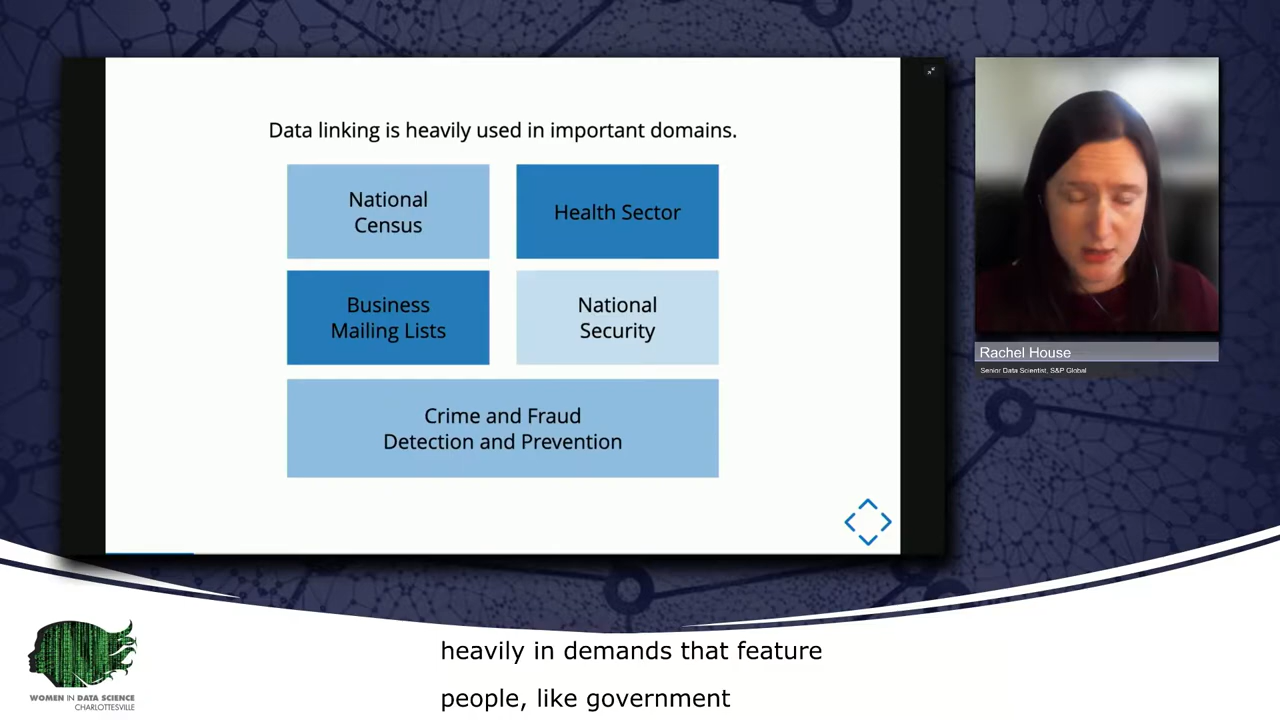 Data linking is heavily used in important domains.
National
Census
Health Sector
Business
Mailing Lists
National
Security
Crime and Fraud
Detection and Prevention
Rachel House
Senior Data Scientist, S&P Global
heavily in demands that feature
people, like government
WOMEN IN DATA SCIENCE
CHARLOTTESVILLE